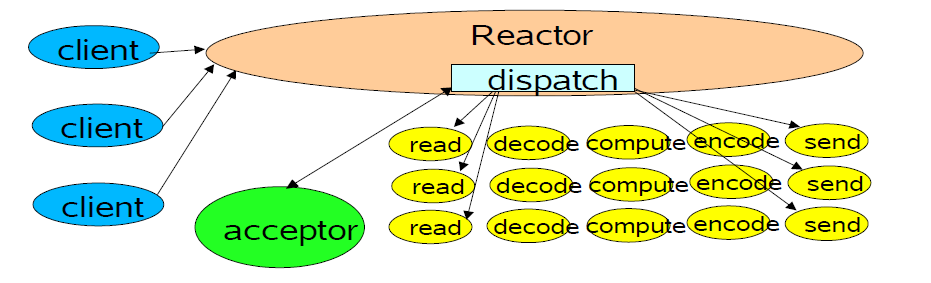 Reactor
client
dispatch
client
read decode compute encode send
read decode compute encode send
client
acceptor
read decode compute encode send